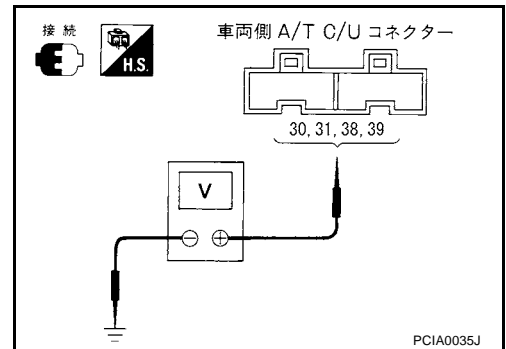 接 続
H.S.
車両側 A/T C/U コネクター
30, 31, 38, 39
V
⊖ ⊕
PCIA0035J